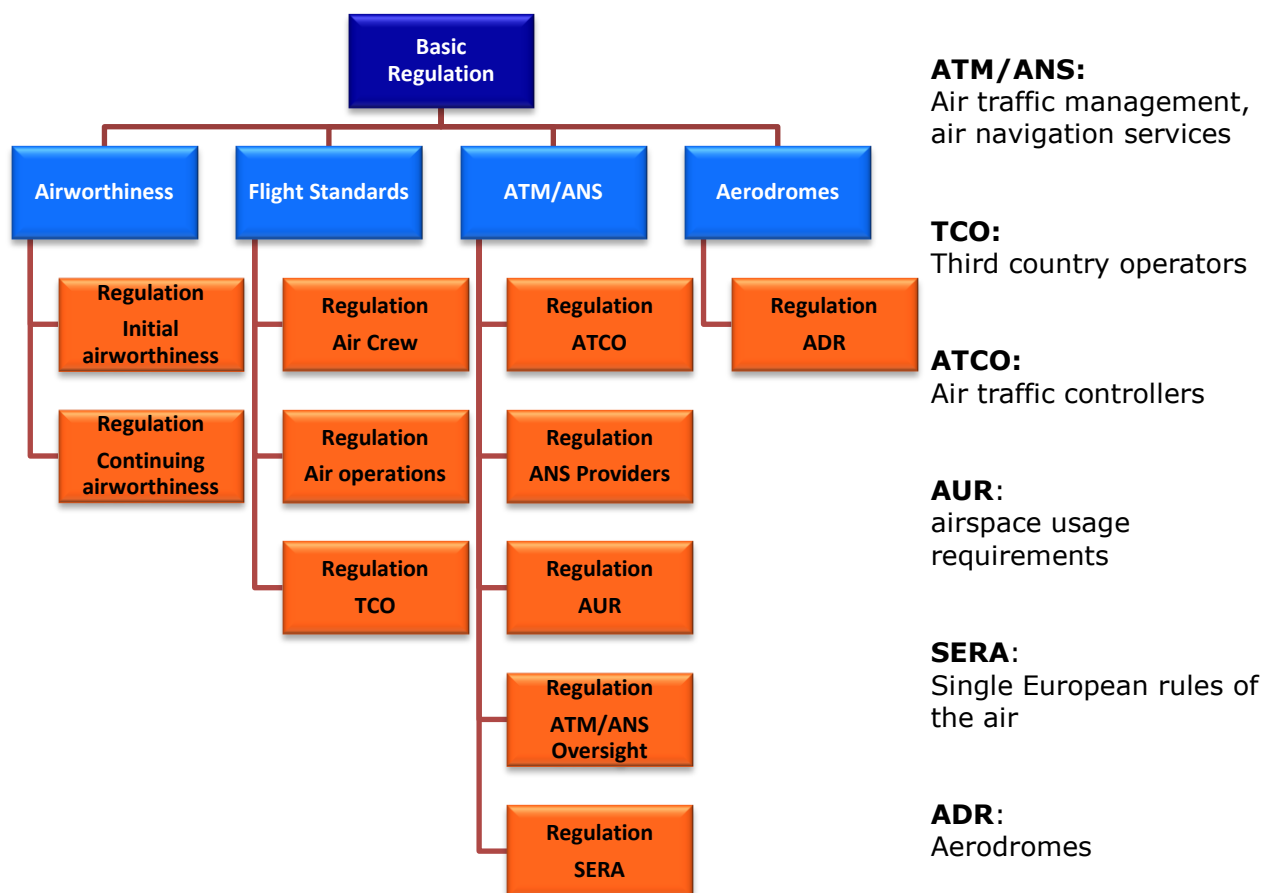 Basic
Regulation
Airworthiness
Flight Standards
ATM/ANS
Aerodromes
Regulation
Initial
airworthiness
Regulation
Continuing
airworthiness
Regulation
Air Crew
Regulation
Air operations
Regulation
TCO
Regulation
ATCO
Regulation
ANS Providers
Regulation
AUR
Regulation
ATM/ANS
Oversight
Regulation
SERA
Regulation
ADR
ATM/ANS:
Air traffic management,
air navigation services
TCO:
Third country operators
ATCO:
Air traffic controllers
AUR:
airspace usage
requirements
SERA:
Single European rules of
the air
ADR:
Aerodromes